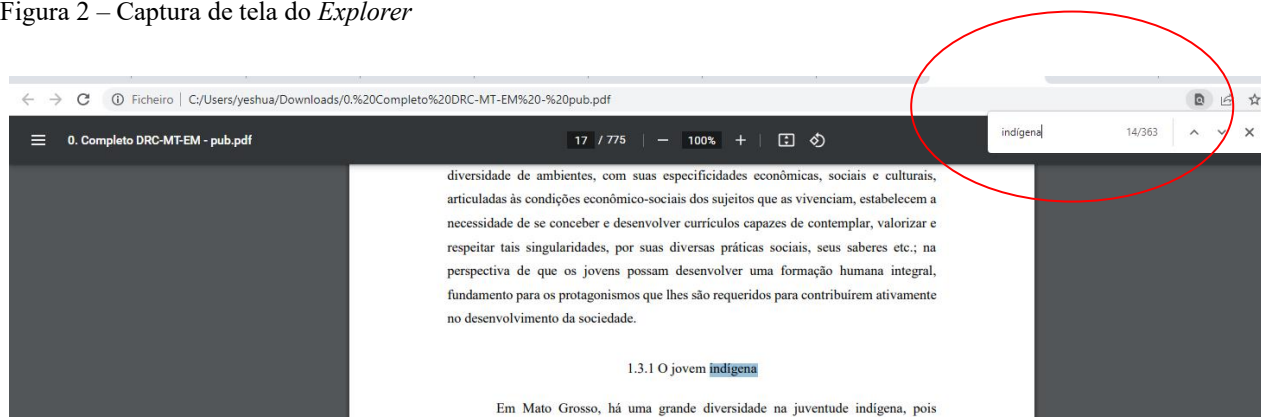 Figura 2 – Captura de tela do Explorer
Ficheiro | C:/Users/yeshua/Downloads/0.%20Completo%20DRC-MT-EM%20-%20pub.pdf
indígena 14/363
0. Completo DRC-MT-EM - pub.pdf 17 / 775 | — 100% + |
diversidade de ambientes, com suas especificidades econômicas, sociais e culturais,
articuladas às condições econômico-sociais dos sujeitos que as vivenciam, estabelecem a
necessidade de se conceber e desenvolver currículos capazes de contemplar, valorizar e
respeitar tais singularidades, por suas diversas práticas sociais, seus saberes etc.; na
perspectiva de que os jovens possam desenvolver uma formação humana integral,
fundamento para os protagonismos que lhes são requeridos para contribuírem ativamente
no desenvolvimento da sociedade.
1.3.1 O jovem indígena
Em Mato Grosso, há uma grande diversidade na juventude indígena, pois